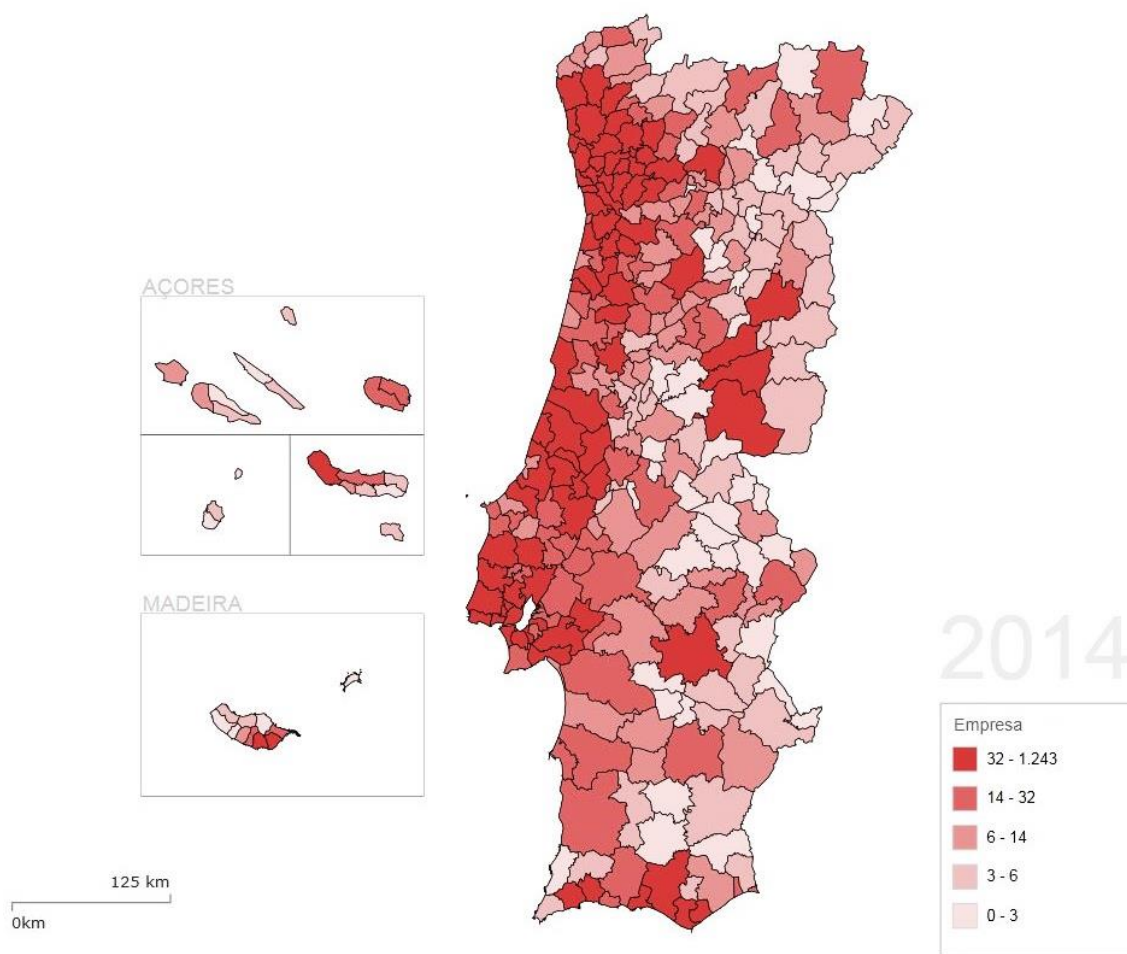 AÇORES
MADEIRA
125 km
0km
2014
Empresa
32 - 1.243
14 - 32
6 - 14
3 - 6
0 - 3